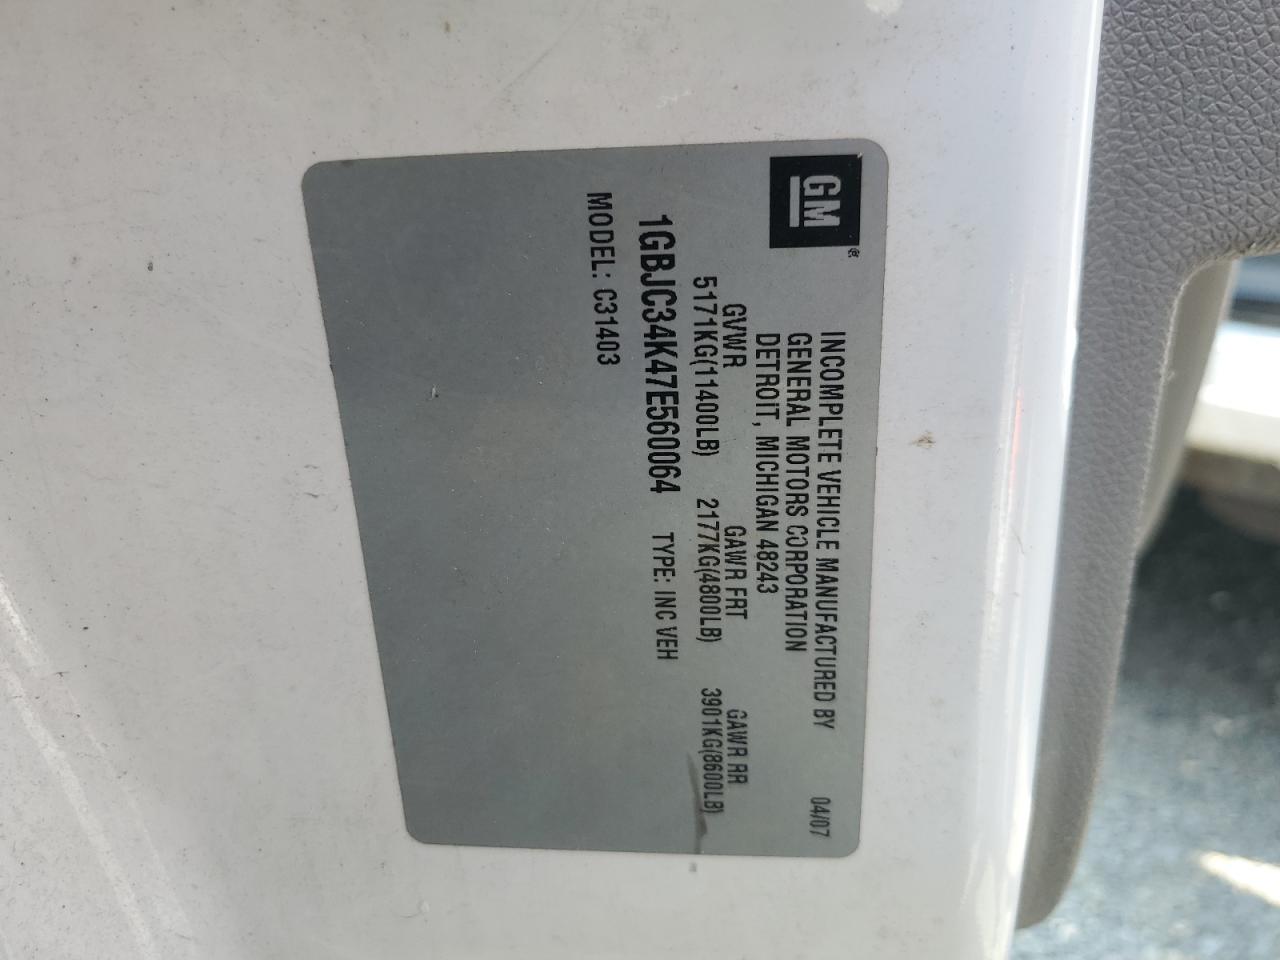 GM®
INCOMPLETE VEHICLE MANUFACTURED BY 04/07
GENERAL MOTORS CORPORATION
DETROIT, MICHIGAN 48243
GVWR GAWR FRT GAWR RR
5171KG(11400LB) 2177KG(4800LB) 3901KG(8600LB)
1GBJC34K47E560064 TYPE: INC VEH
MODEL: C31403